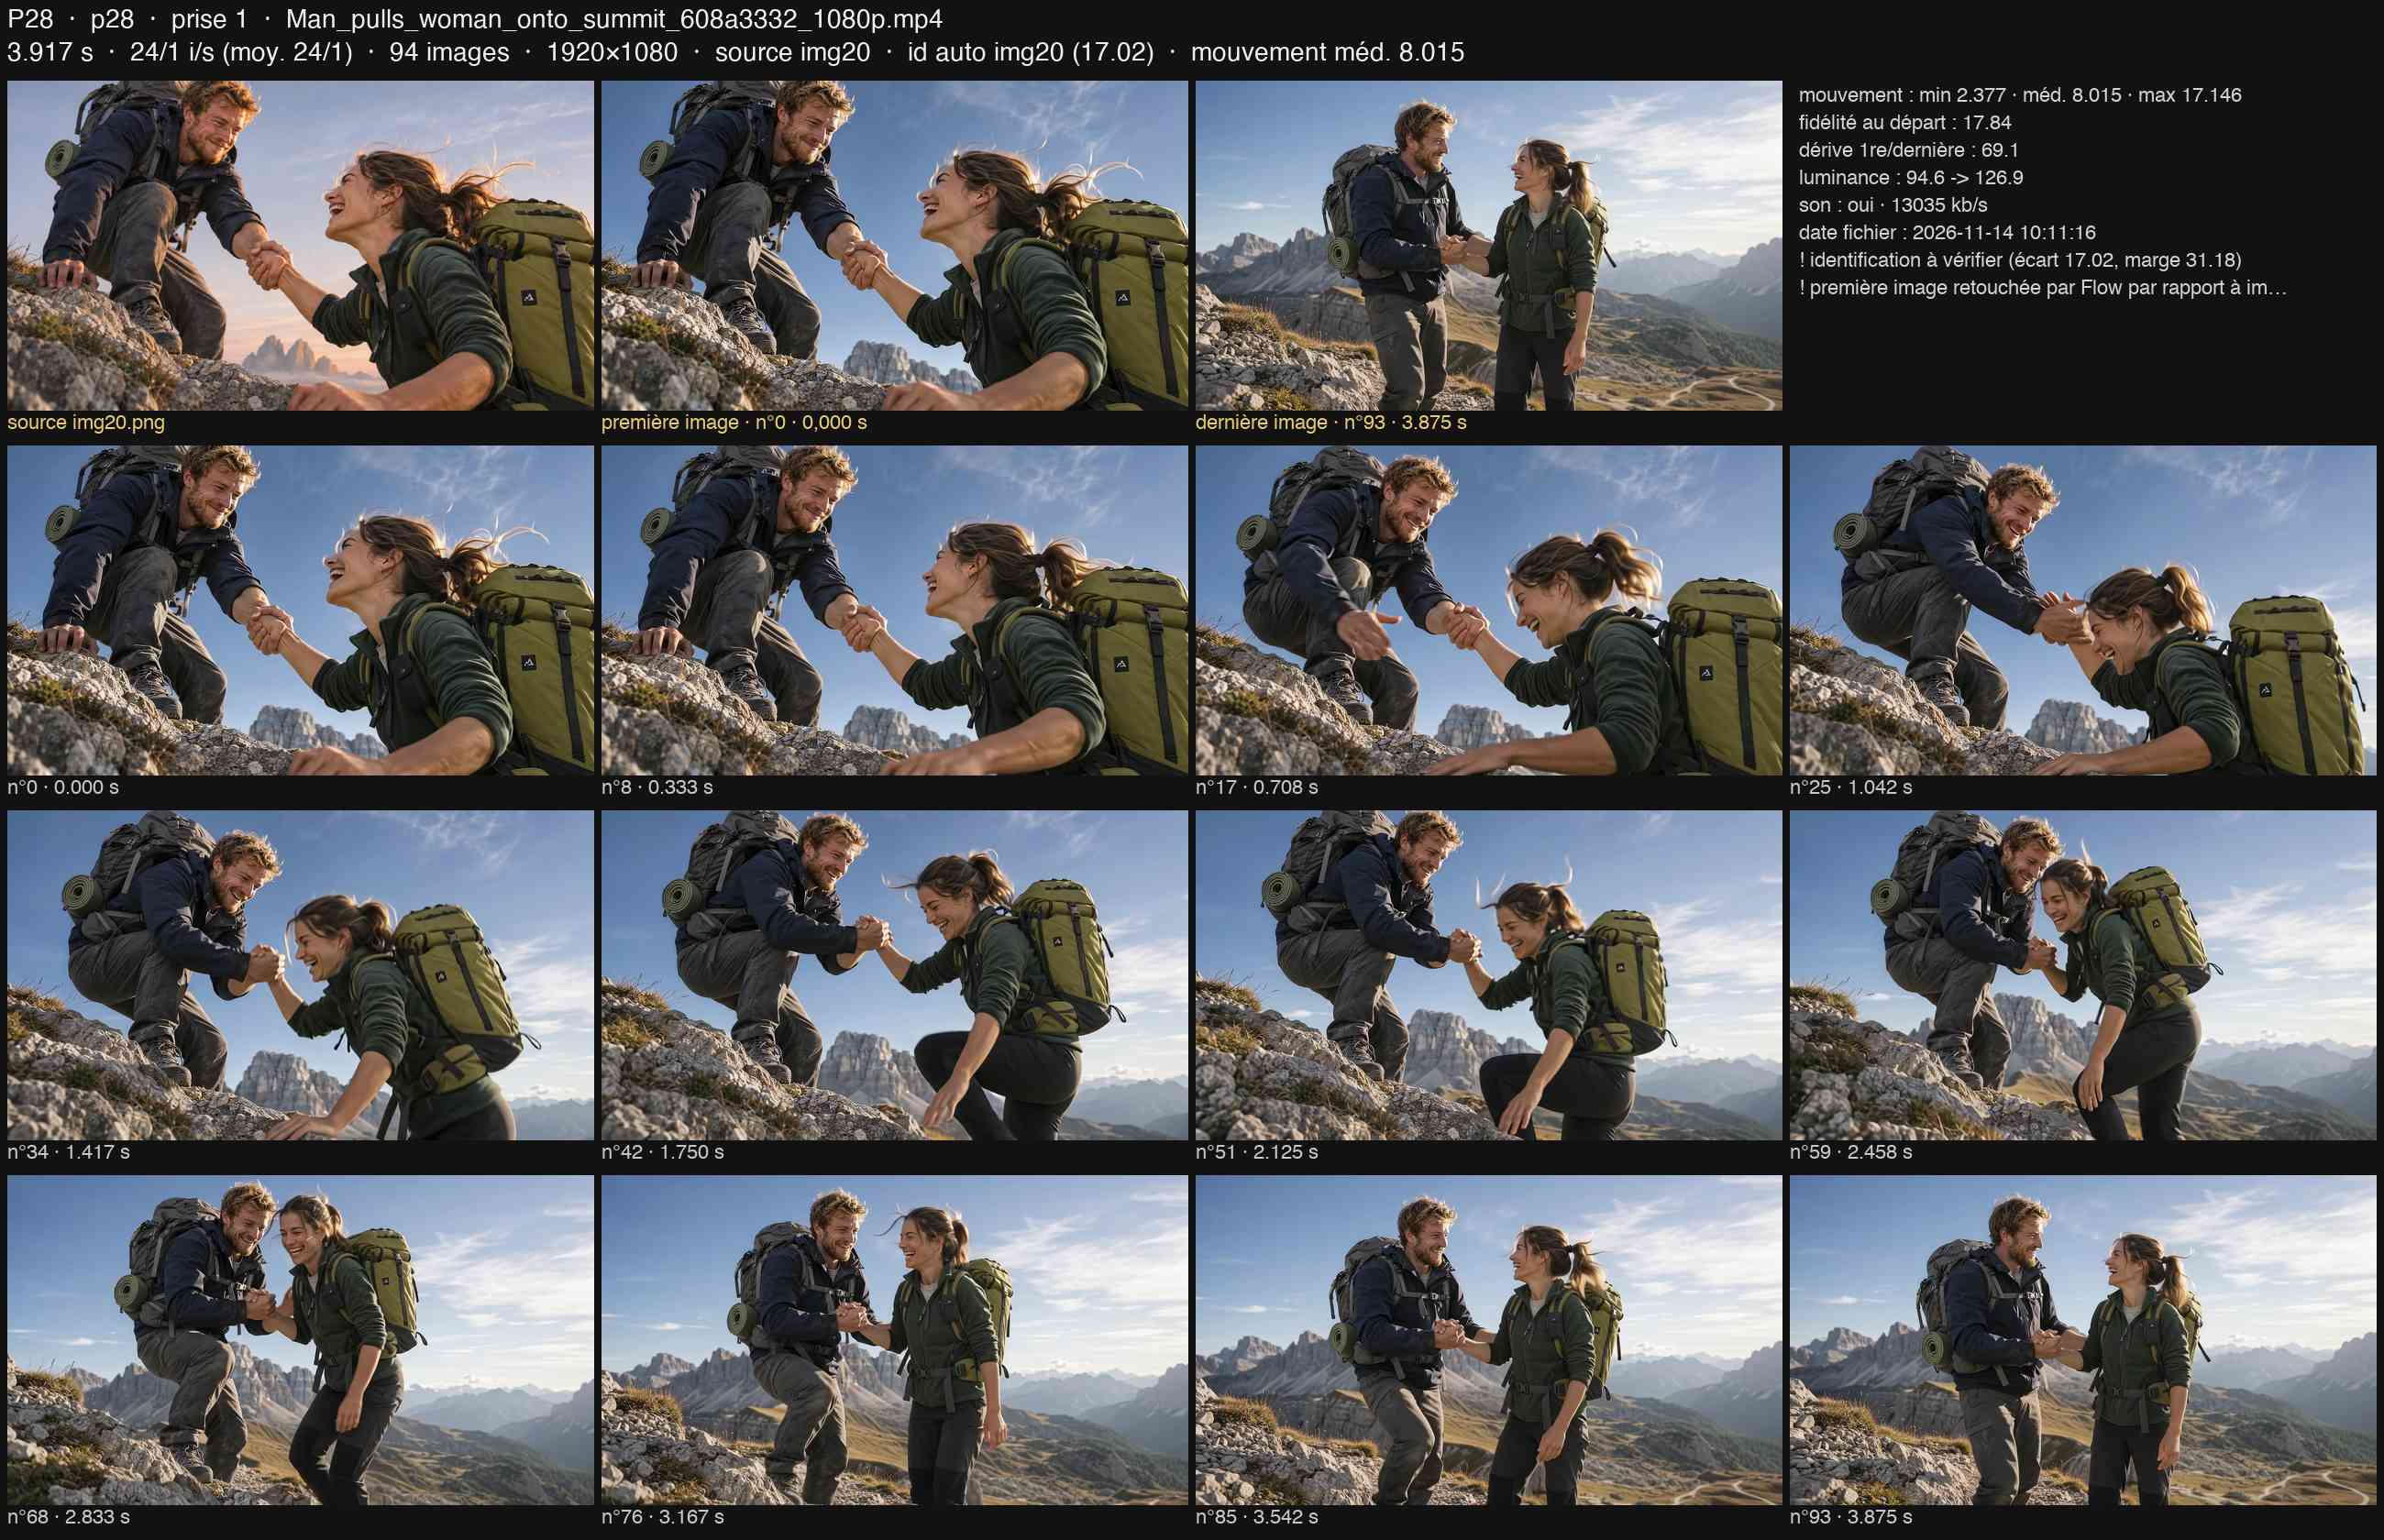 P28 · p28 · prise 1 · Man_pulls_woman_onto_summit_608a3332_1080p.mp4
3.917 s · 24/1 i/s (moy. 24/1) · 94 images · 1920×1080 · source img20 · id auto img20 (17.02) · mouvement méd. 8.015
mouvement : min 2.377 · méd. 8.015 · max 17.146
fidélité au départ : 17.84
dérive 1re/dernière : 69.1
luminance : 94.6 -> 126.9
son : oui · 13035 kb/s
date fichier : 2026-11-14 10:11:16
! identification à vérifier (écart 17.02, marge 31.18)
! première image retouchée par Flow par rapport à im…
source img20.png
première image · n°0 · 0,000 s
dernière image · n°93 · 3.875 s
n°0 · 0.000 s
n°8 · 0.333 s
n°17 · 0.708 s
n°25 · 1.042 s
n°34 · 1.417 s
n°42 · 1.750 s
n°51 · 2.125 s
n°59 · 2.458 s
n°68 · 2.833 s
n°76 · 3.167 s
n°85 · 3.542 s
n°93 · 3.875 s